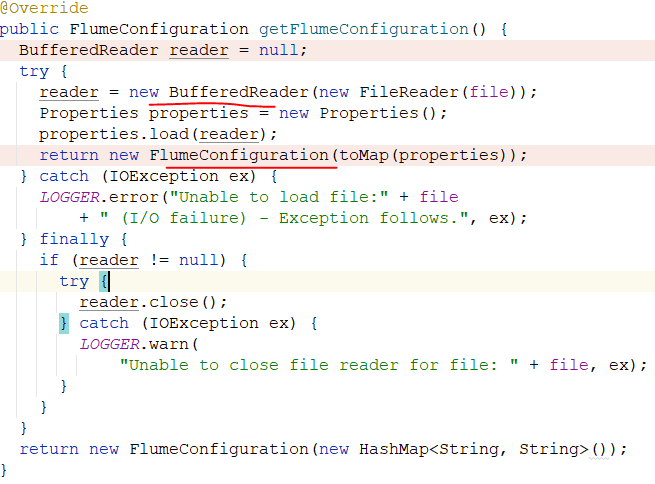 @Override
public FlumeConfiguration getFlumeConfiguration() {
BufferedReader reader = null;
try {
reader = new BufferedReader(new FileReader(file));
Properties properties = new Properties();
properties.load(reader);
return new FlumeConfiguration(toMap(properties));
} catch (IOException ex) {
LOGGER.error("Unable to load file:" + file
+ " (I/O failure) - Exception follows.", ex);
} finally {
if (reader != null) {
try {
reader.close();
} catch (IOException ex) {
LOGGER.warn(
"Unable to close file reader for file: " + file, ex);
}
}
}
return new FlumeConfiguration(new HashMap<String, String>());
}